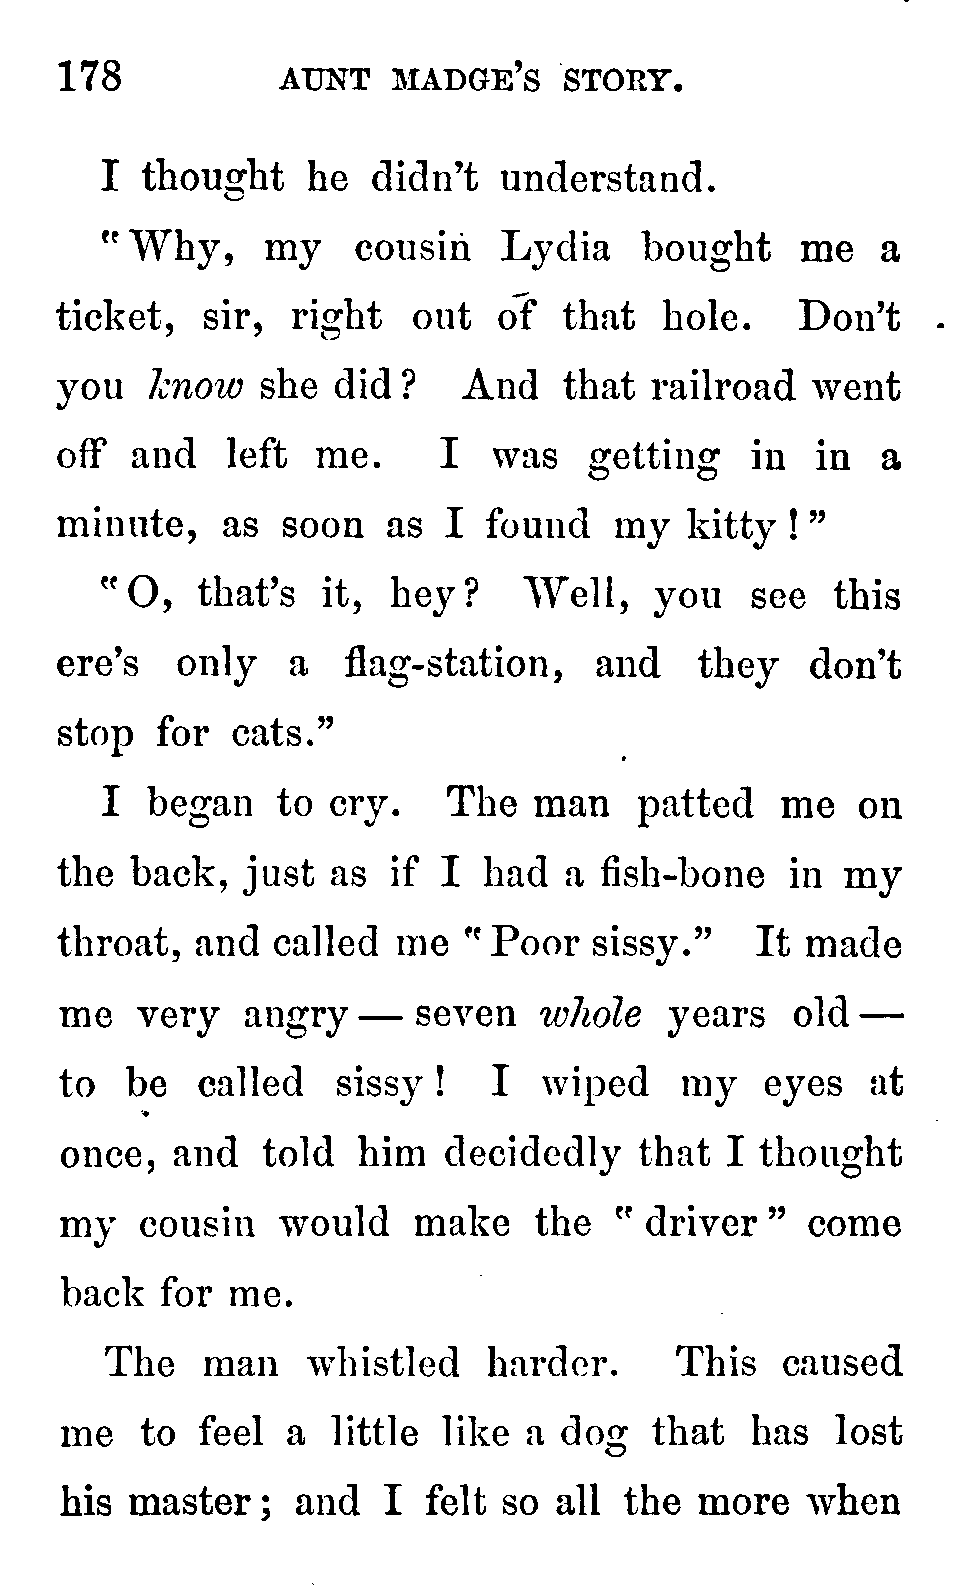 178 AUNT MADGE'S STORY.
I thought he didn't understand.
"Why, my cousin Lydia bought me a
ticket, sir, right out of that hole. Don't
you know she did? And that railroad went
off and left me. I was getting in in a
minute, as soon as I found my kitty!"
"O, that's it, hey? Well, you see this
ere's only a flag-station, and they don't
stop for cats."
I began to cry. The man patted me on
the back, just as if I had a fish-bone in my
throat, and called me "Poor sissy." It made
me very angry — seven whole years old —
to be called sissy! I wiped my eyes at
once, and told him decidedly that I thought
my cousin would make the "driver" come
back for me.
The man whistled harder. This caused
me to feel a little like a dog that has lost
his master; and I felt so all the more when